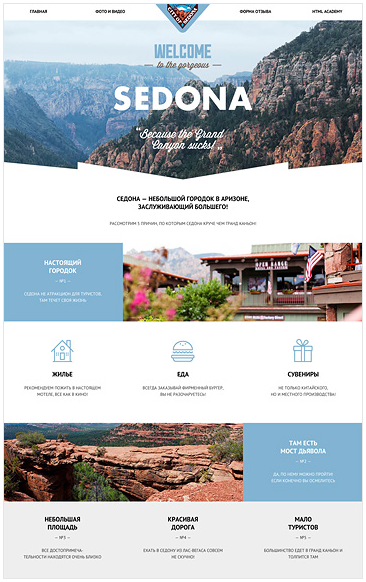 ГЛАВНАЯ
ФОТО И ВИДЕО
CITY OF SEDONA
ФОРМА ОТЗЫВА
HTML ACADEMY
WELCOME
to the gorgeous
SEDONA
“Because the Grand
Canyon sucks!”
СЕДОНА — НЕБОЛЬШОЙ ГОРОДОК В АРИЗОНЕ,
ЗАСЛУЖИВАЮЩИЙ БОЛЬШЕГО!
РАССМОТРИМ 5 ПРИЧИН, ПО КОТОРЫМ СЕДОНА КРУЧЕ ЧЕМ ГРАНД КАНЬОН!
НАСТОЯЩИЙ
ГОРОДОК
— №1 —
СЕДОНА НЕ АТТРАКЦИОН ДЛЯ ТУРИСТОВ,
ТАМ ТЕЧЕТ СВОЯ ЖИЗНЬ
ЖИЛЬЕ
РЕКОМЕНДУЕМ ПОЖИТЬ В НАСТОЯЩЕМ
МОТЕЛЕ, ВСЕ КАК В КИНО!
ЕДА
ВСЕГДА ЗАКАЗЫВАЙ ФИРМЕННЫЙ БУРГЕР,
ВЫ НЕ РАЗОЧАРУЕТЕСЬ!
СУВЕНИРЫ
НЕ ТОЛЬКО КИТАЙСКОГО,
НО И МЕСТНОГО ПРОИЗВОДСТВА!
ТАМ ЕСТЬ
МОСТ ДЬЯВОЛА
— №2 —
ДА, ПО НЕМУ МОЖНО ПРОЙТИ!
ЕСЛИ КОНЕЧНО ВЫ ОСМЕЛИТЕСЬ
НЕБОЛЬШАЯ
ПЛОЩАДЬ
— №3 —
ВСЕ ДОСТОПРИМЕЧА-
ТЕЛЬНОСТИ НАХОДЯТСЯ ОЧЕНЬ БЛИЗКО
КРАСИВАЯ
ДОРОГА
— №4 —
ЕХАТЬ В СЕДОНУ ИЗ ЛАС-ВЕГАСА СОВСЕМ
НЕ СКУЧНО!
МАЛО
ТУРИСТОВ
— №5 —
БОЛЬШИНСТВО ЕДЕТ В ГРАНД КАНЬОН И
ТОЛПИТСЯ ТАМ